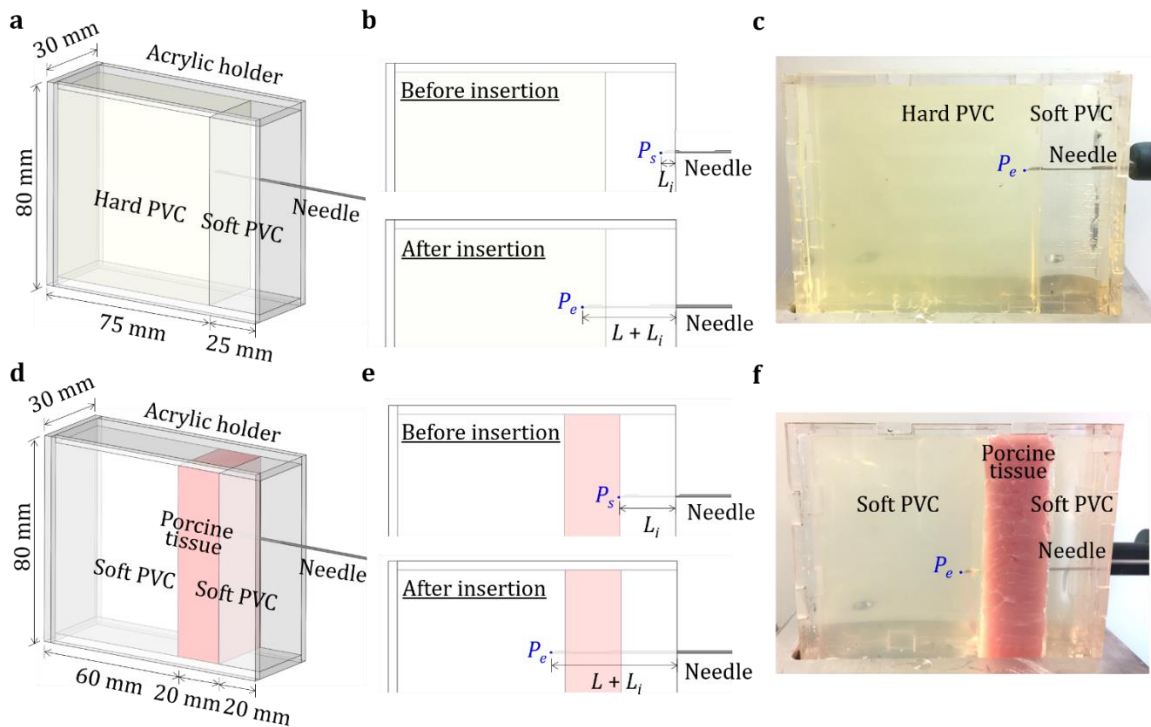 a
30 mm
Acrylic holder
80 mm
Hard PVC
Soft PVC
Needle
75 mm
25 mm
b
Before insertion
Pₛ
Lᵢ
Needle
After insertion
Pₑ
L + Lᵢ
Needle
c
Hard PVC
Soft PVC
Needle
Pₑ
d
30 mm
Acrylic holder
80 mm
Porcine
tissue
Soft PVC
Soft PVC
Needle
60 mm
20 mm
20 mm
e
Before insertion
Pₛ
Lᵢ
Needle
After insertion
Pₑ
L + Lᵢ
Needle
f
Porcine
tissue
Soft PVC
Soft PVC
Needle
Pₑ